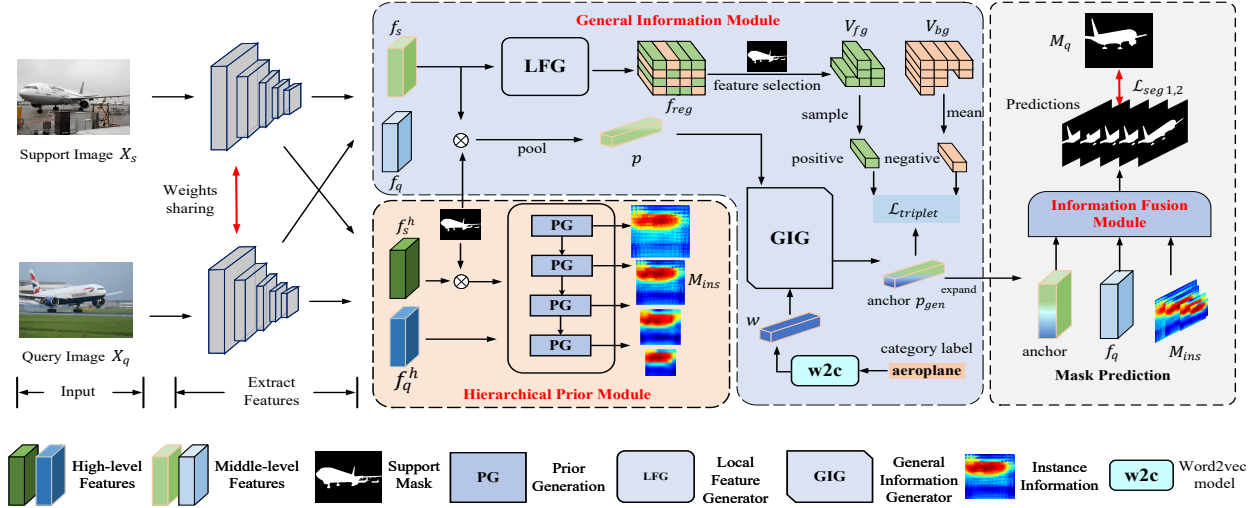 Support Image X_s
Weights
sharing
Query Image X_q
Input
Extract
Features
General Information Module
f_s
LFG
f_reg
feature selection
V_fg
V_bg
sample
mean
f_q
pool
p
positive
negative
ℒ_triplet
GIG
anchor p_gen
expand
w
w2c
category label
aeroplane
f_s^h
f_q^h
PG
PG
PG
PG
M_ins
Hierarchical Prior Module
M_q
ℒ_seg 1,2
Predictions
Information Fusion
Module
anchor
f_q
M_ins
Mask Prediction
High-level
Features
Middle-level
Features
Support
Mask
PG
Prior
Generation
LFG
Local
Feature
Generator
GIG
General
Information
Generator
Instance
Information
w2c
Word2vec
model